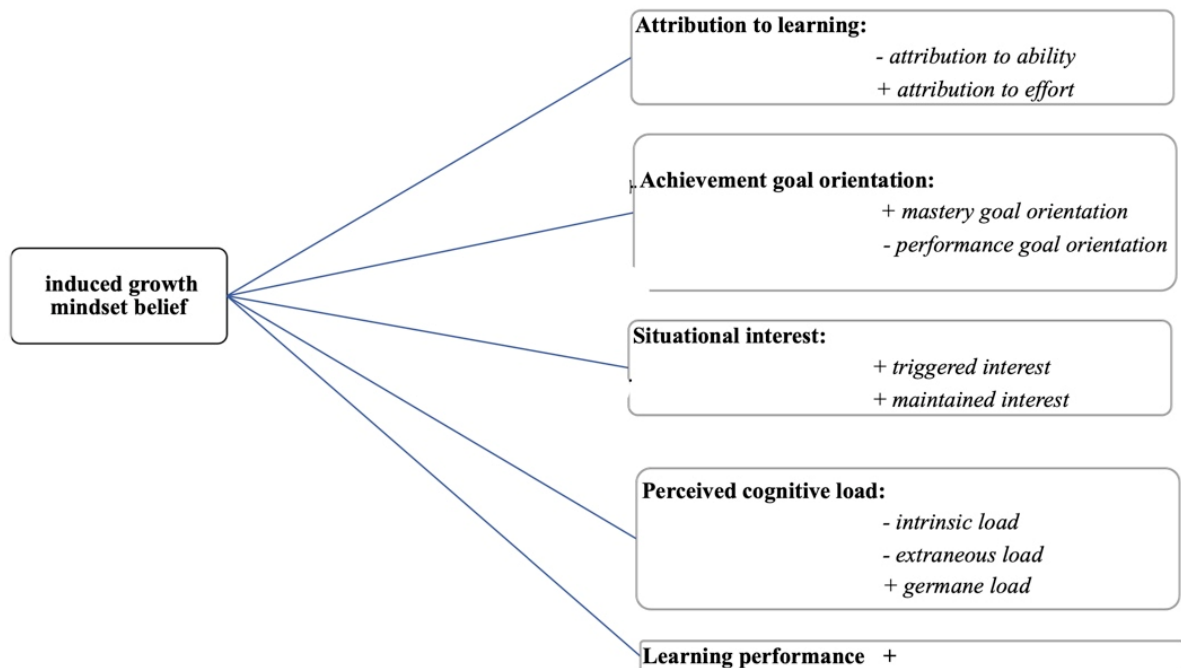 Attribution to learning:
- attribution to ability
+ attribution to effort
Achievement goal orientation:
+ mastery goal orientation
- performance goal orientation
induced growth
mindset belief
Situational interest:
+ triggered interest
+ maintained interest
Perceived cognitive load:
- intrinsic load
- extraneous load
+ germane load
Learning performance +